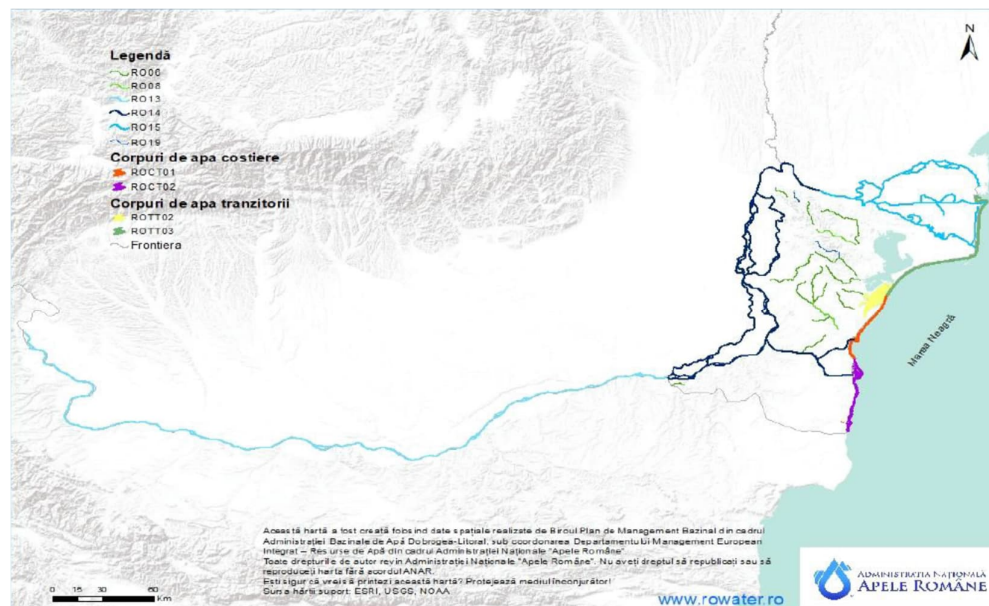 N
Legendă
RO06
RO08
RO13
RO14
RO15
RO19
Corpuri de apa costiere
ROCT01
ROCT02
Corpuri de apa tranzitorii
ROTT02
ROTT03
Frontiera
Marea Neagră
Această hartă a fost creată folosind date spațiale realizate de Biroul Plan de Management Bazinal din cadrul
Administrației Bazinale de Apă Dobrogea-Litoral, sub coordonarea Departamentului Management European
Integrat – Resurse de Apă din cadrul Administrației Naționale "Apele Române"
Toate drepturile de autor revin Administrației Naționale "Apele Române". Nu aveți dreptul să republicați sau să
reproduceți harta fără acordul ANAR.
Ești sigur că vrei să printezi această hartă? Protejează mediul înconjurător!
Sursa hărții suport: ESRI, USGS, NOAA
0 15 30 60
Km
www.rowater.ro
ADMINISTRAȚIA NAȚIONALĂ
APELE ROMÂNE